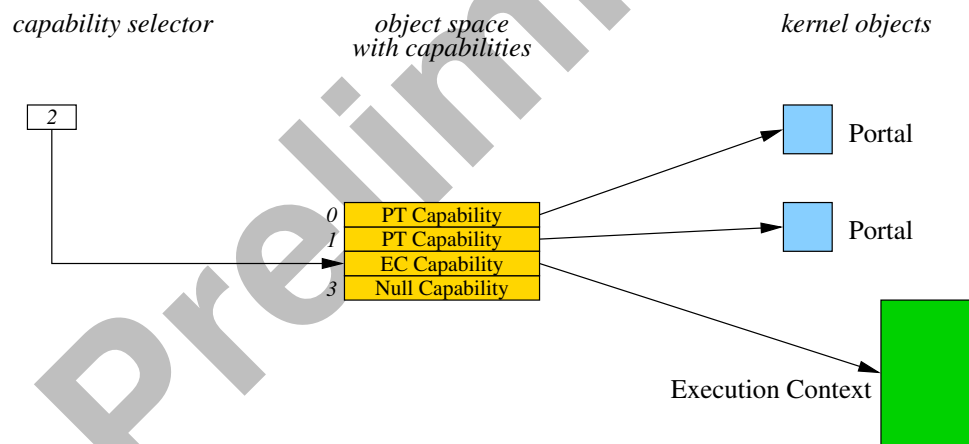 capability selector
object space
with capabilities
kernel objects
2
Portal
0 PT Capability
1 PT Capability
Portal
EC Capability
3 Null Capability
Execution Context
Prelimi